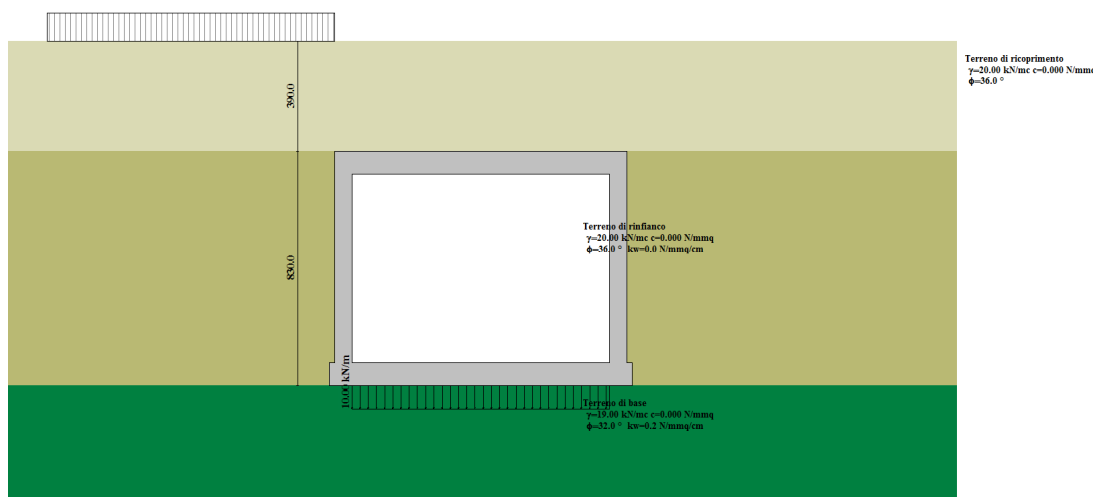 390.0
Terreno di ricoprimento
γ=20.00 kN/mc c=0.000 N/mmq
ϕ=36.0 °
830.0
Terreno di rinfianco
γ=20.00 kN/mc c=0.000 N/mmq
ϕ=36.0 ° kw=0.0 N/mmq/cm
10.00 kN/m
Terreno di base
γ=19.00 kN/mc c=0.000 N/mmq
ϕ=32.0 ° kw=0.2 N/mmq/cm